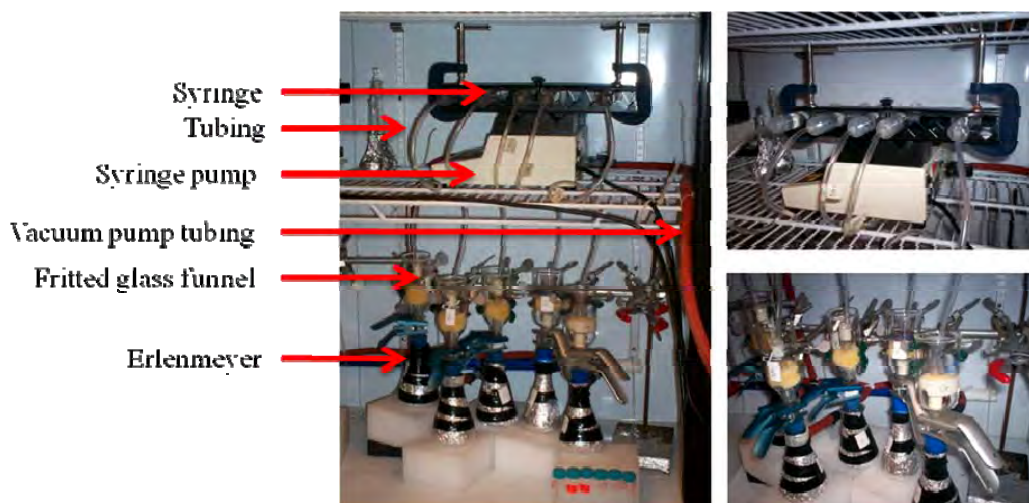 Syringe
Tubing
Syringe pump
Vacuum pump tubing
Fritted glass funnel
Erlenmeyer